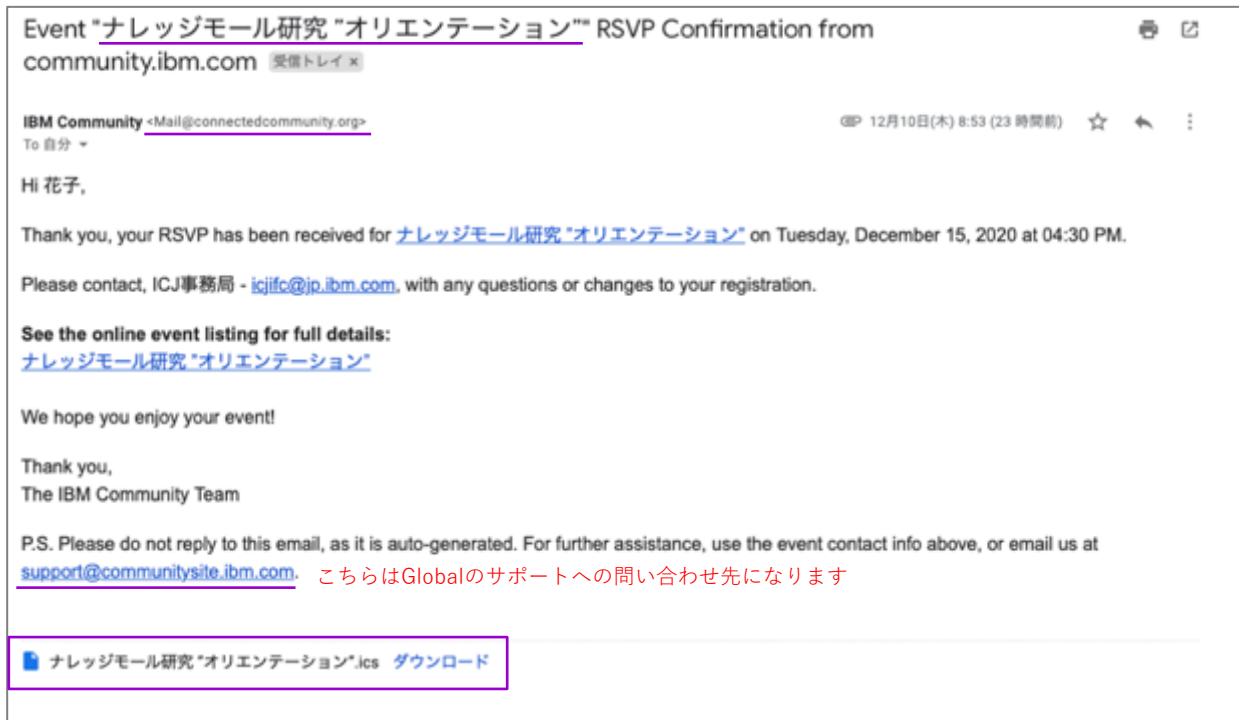 Event "ナレッジモール研究 "オリエンテーション"" RSVP Confirmation from
community.ibm.com 受信トレイ ×
IBM Community <Mail@connectedcommunity.org> 12月10日(木) 8:53 (23 時間前)
To 自分
Hi 花子,
Thank you, your RSVP has been received for ナレッジモール研究 "オリエンテーション" on Tuesday, December 15, 2020 at 04:30 PM.
Please contact, ICJ事務局 - icjifc@jp.ibm.com, with any questions or changes to your registration.
See the online event listing for full details:
ナレッジモール研究 "オリエンテーション"
We hope you enjoy your event!
Thank you,
The IBM Community Team
P.S. Please do not reply to this email, as it is auto-generated. For further assistance, use the event contact info above, or email us at
support@communitysite.ibm.com. こちらはGlobalのサポートへの問い合わせ先になります
ナレッジモール研究 "オリエンテーション".ics ダウンロード